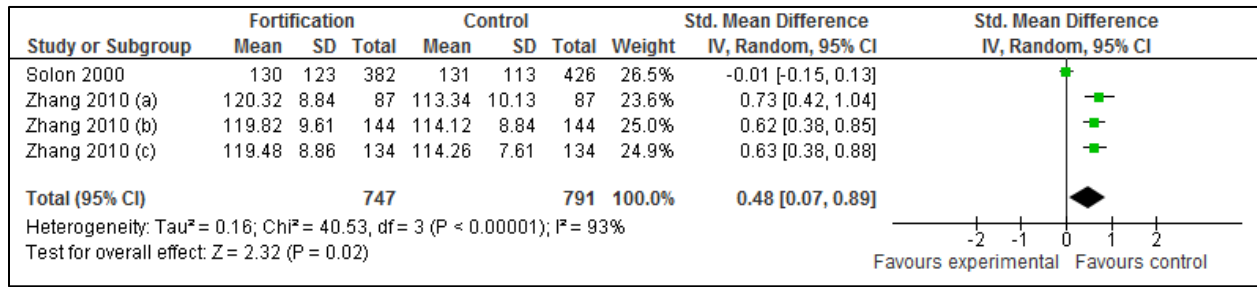 Fortification Control Std. Mean Difference Std. Mean Difference
Study or Subgroup Mean SD Total Mean SD Total Weight IV, Random, 95% CI IV, Random, 95% CI
Solon 2000 130 123 382 131 113 426 26.5% -0.01 [-0.15, 0.13]
Zhang 2010 (a) 120.32 8.84 87 113.34 10.13 87 23.6% 0.73 [0.42, 1.04]
Zhang 2010 (b) 119.82 9.61 144 114.12 8.84 144 25.0% 0.62 [0.38, 0.85]
Zhang 2010 (c) 119.48 8.86 134 114.26 7.61 134 24.9% 0.63 [0.38, 0.88]
Total (95% CI) 747 791 100.0% 0.48 [0.07, 0.89]
Heterogeneity: Tau² = 0.16; Chi² = 40.53, df = 3 (P < 0.00001); I² = 93%
Test for overall effect: Z = 2.32 (P = 0.02)
-2 -1 0 1 2
Favours experimental Favours control